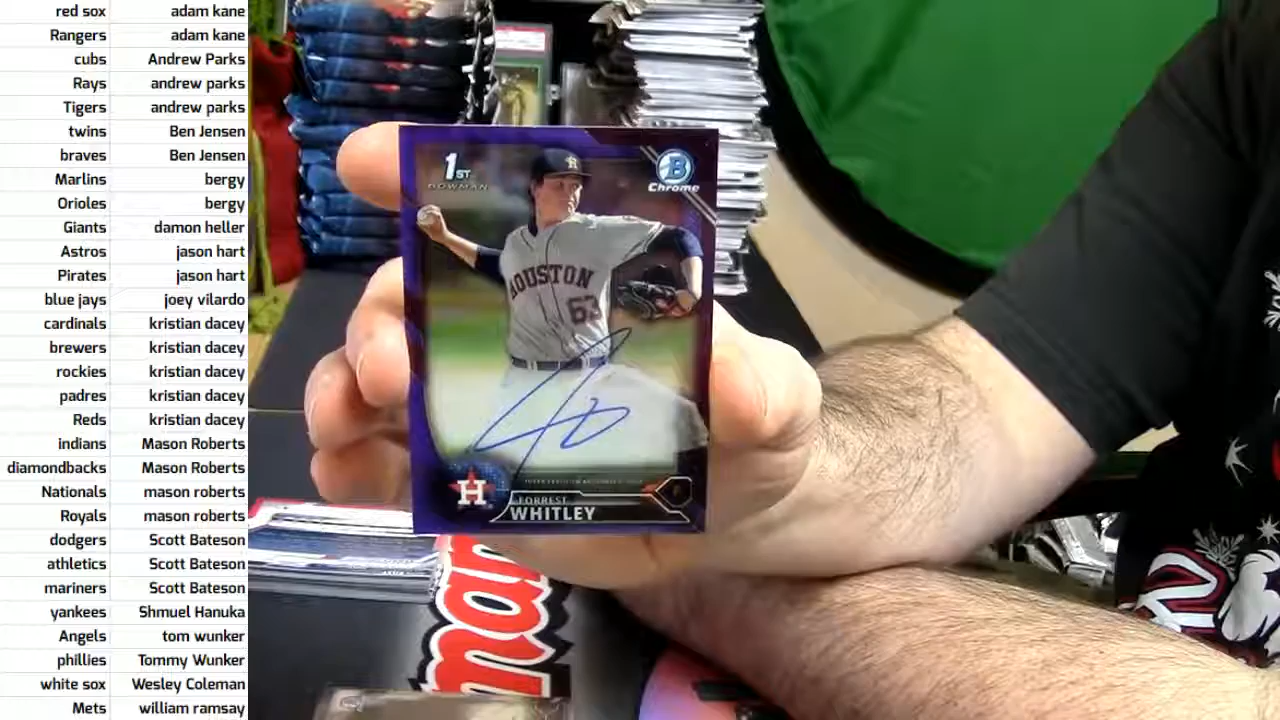 red sox adam kane
Rangers adam kane
cubs Andrew Parks
Rays andrew parks
Tigers andrew parks
twins Ben Jensen
braves Ben Jensen
Marlins bergy
Orioles bergy
Giants damon heller
Astros jason hart
Pirates jason hart
blue jays joey vilardo
cardinals kristian dacey
brewers kristian dacey
rockies kristian dacey
padres kristian dacey
Reds kristian dacey
indians Mason Roberts
diamondbacks Mason Roberts
Nationals mason roberts
Royals mason roberts
dodgers Scott Bateson
athletics Scott Bateson
mariners Scott Bateson
yankees Shmuel Hanuka
Angels tom wunker
phillies Tommy Wunker
white sox Wesley Coleman
Mets william ramsay
1ST
BOWMAN
B
Chrome
HOUSTON
63
H
FORREST
WHITLEY